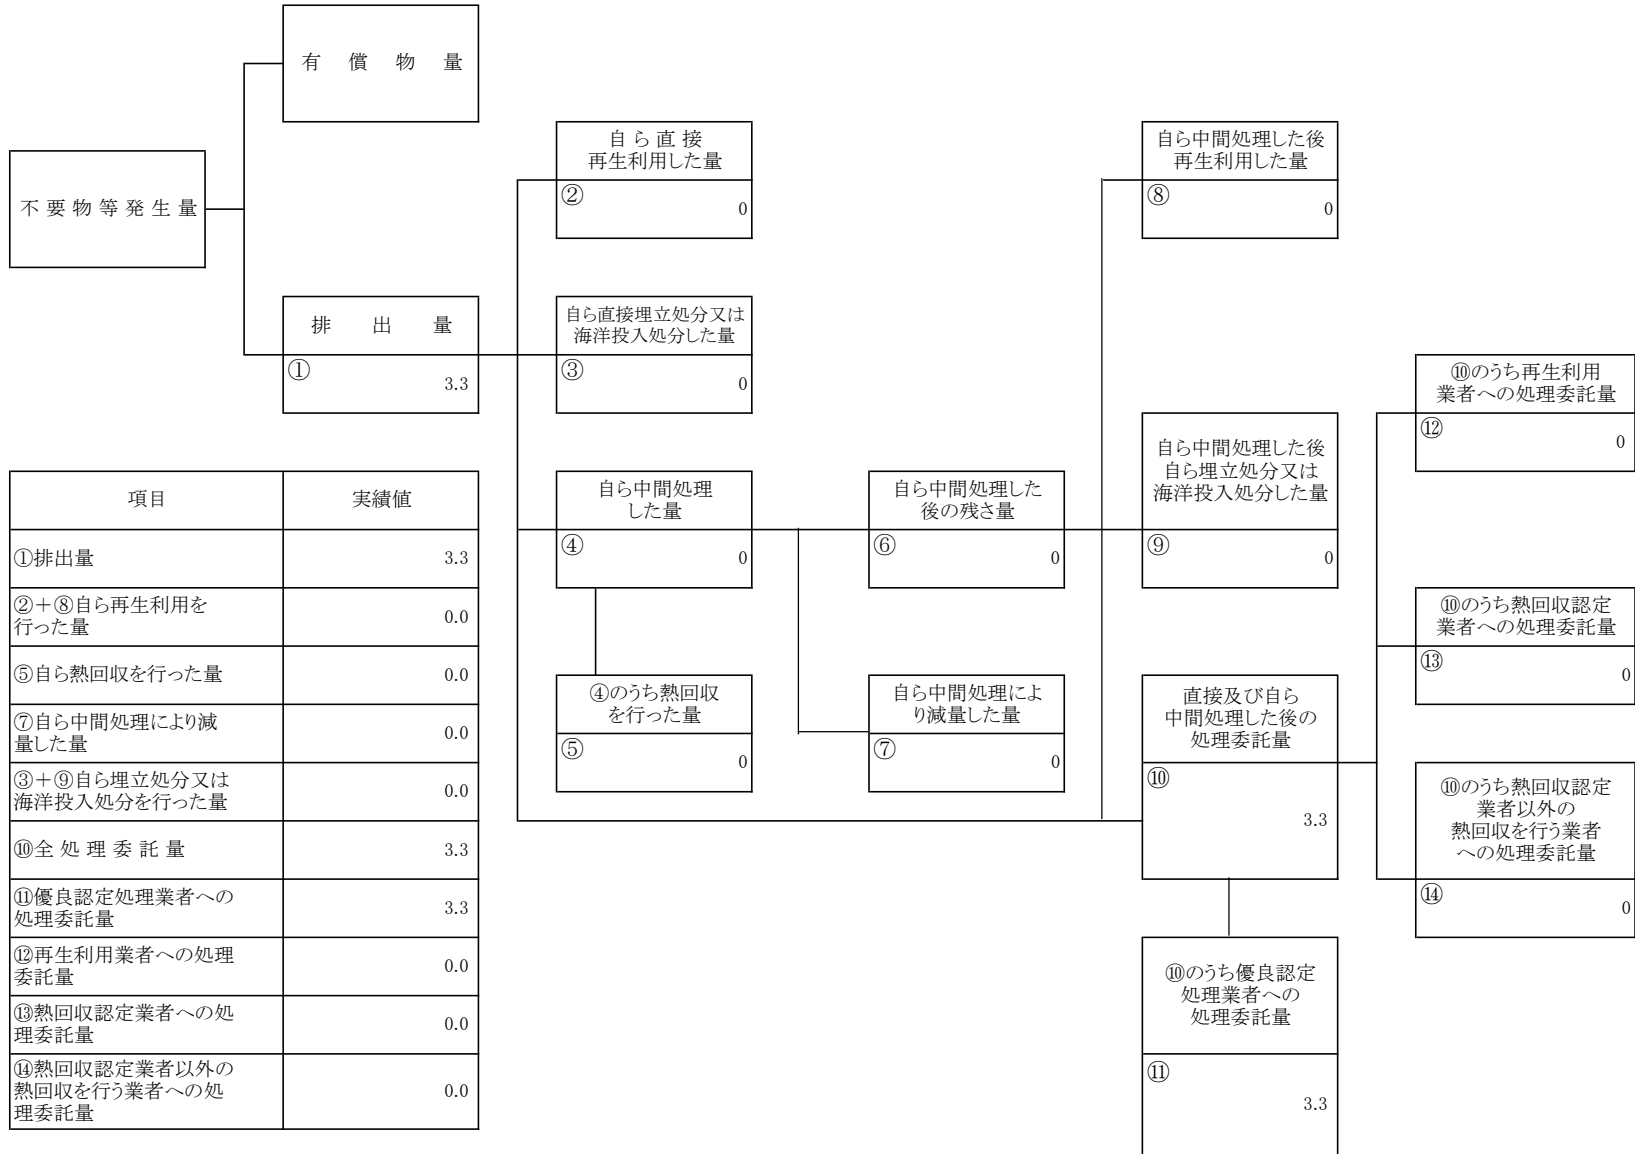 有償物量
不要物等発生量
排出量
①
3.3
自ら直接
再生利用した量
②
0
自ら直接埋立処分又は
海洋投入処分した量
③
0
自ら中間処理
した量
④
0
④のうち熱回収
を行った量
⑤
0
自ら中間処理した
後の残さ量
⑥
0
自ら中間処理によ
り減量した量
⑦
0
自ら中間処理した後
再生利用した量
⑧
0
自ら中間処理した後
自ら埋立処分又は
海洋投入処分した量
⑨
0
直接及び自ら
中間処理した後の
処理委託量
⑩
3.3
⑩のうち優良認定
処理業者への
処理委託量
⑪
3.3
⑩のうち再生利用
業者への処理委託量
⑫
0
⑩のうち熱回収認定
業者への処理委託量
⑬
0
⑩のうち熱回収認定
業者以外の
熱回収を行う業者
への処理委託量
⑭
0
項目 実績値
①排出量 3.3
②＋⑧自ら再生利用を
行った量 0.0
⑤自ら熱回収を行った量 0.0
⑦自ら中間処理により減
量した量 0.0
③＋⑨自ら埋立処分又は
海洋投入処分を行った量 0.0
⑩全処理委託量 3.3
⑪優良認定処理業者への
処理委託量 3.3
⑫再生利用業者への処理
委託量 0.0
⑬熱回収認定業者への処
理委託量 0.0
⑭熱回収認定業者以外の
熱回収を行う業者への処
理委託量 0.0